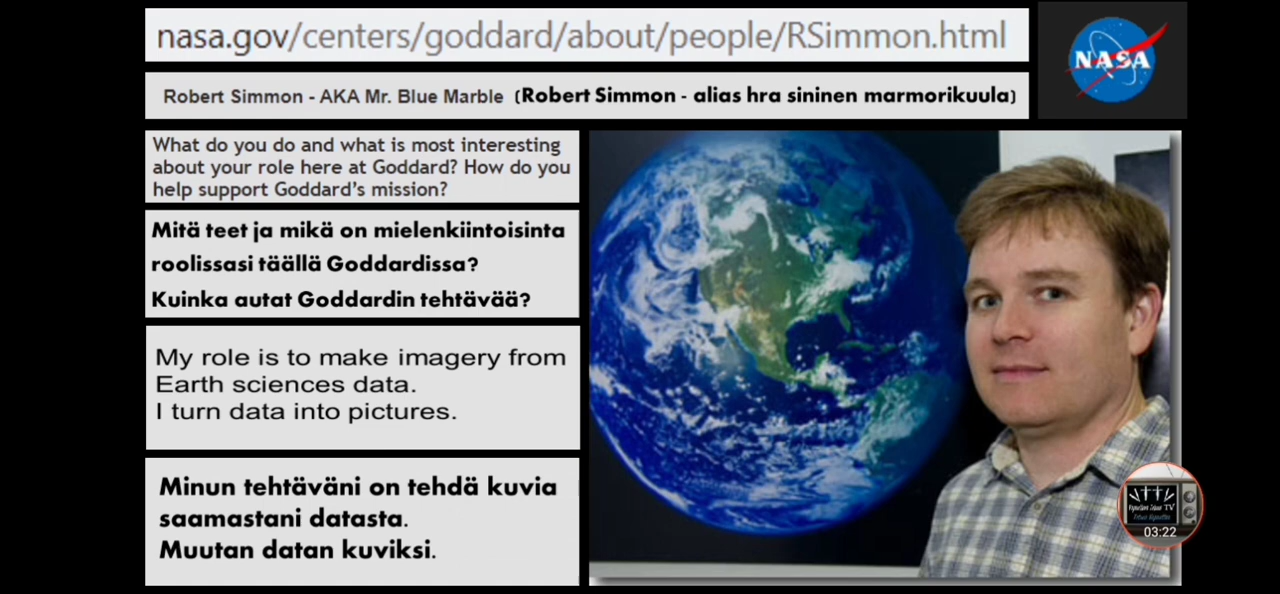 nasa.gov/centers/goddard/about/people/RSimmon.html
NASA
Robert Simmon - AKA Mr. Blue Marble (Robert Simmon - alias hra sininen marmorikuula)
What do you do and what is most interesting
about your role here at Goddard? How do you
help support Goddard’s mission?
Mitä teet ja mikä on mielenkiintoisinta
roolissasi täällä Goddardissa?
Kuinka autat Goddardin tehtävää?
My role is to make imagery from
Earth sciences data.
I turn data into pictures.
Minun tehtäväni on tehdä kuvia
saamastani datasta.
Muutan datan kuviksi.
TV
03:22